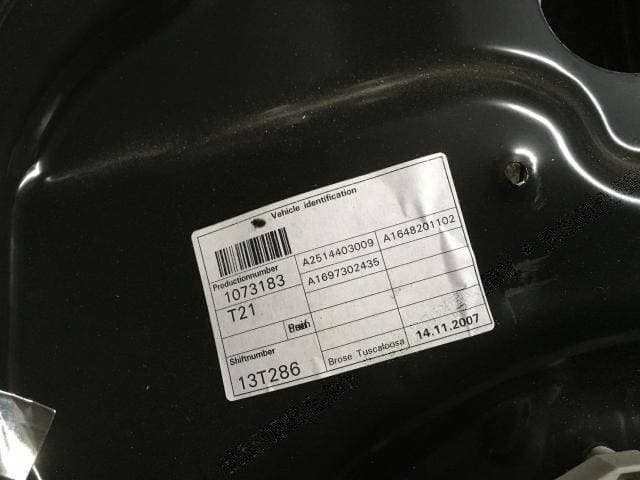 Vehicle identification
Productionnumber
1073183
A2514403009 A1648201102
T21
A1697302435
Shiftnumber
13T286
Brose Tuscaloosa
14.11.2007